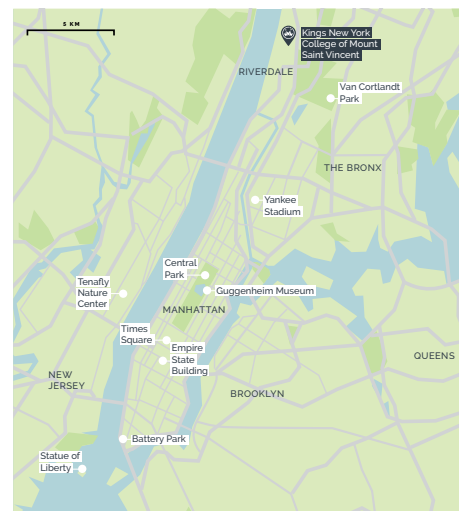 5 KM
Kings New York
College of Mount
Saint Vincent
RIVERDALE
Van Cortlandt
Park
THE BRONX
Yankee
Stadium
Central
Park
Tenafly
Nature
Center
Guggenheim Museum
MANHATTAN
Times
Square
Empire
State
Building
QUEENS
NEW
JERSEY
BROOKLYN
Battery Park
Statue of
Liberty